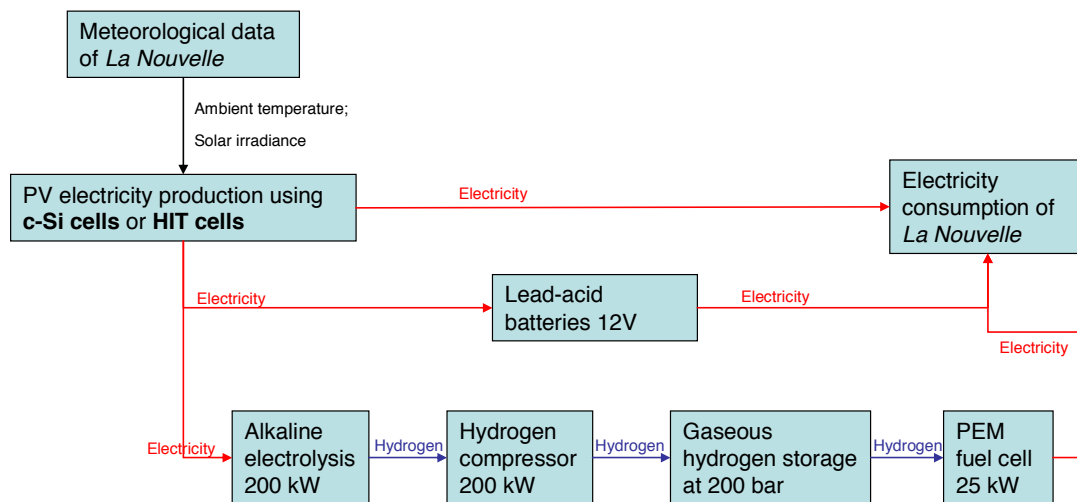 Meteorological data
of La Nouvelle
Ambient temperature;
Solar irradiance
PV electricity production using
c-Si cells or HIT cells
Electricity
Electricity
consumption of
La Nouvelle
Electricity
Lead-acid
batteries 12V
Electricity
Electricity
Electricity
Alkaline
electrolysis
200 kW
Hydrogen
Hydrogen
compressor
200 kW
Hydrogen
Gaseous
hydrogen storage
at 200 bar
Hydrogen
PEM
fuel cell
25 kW